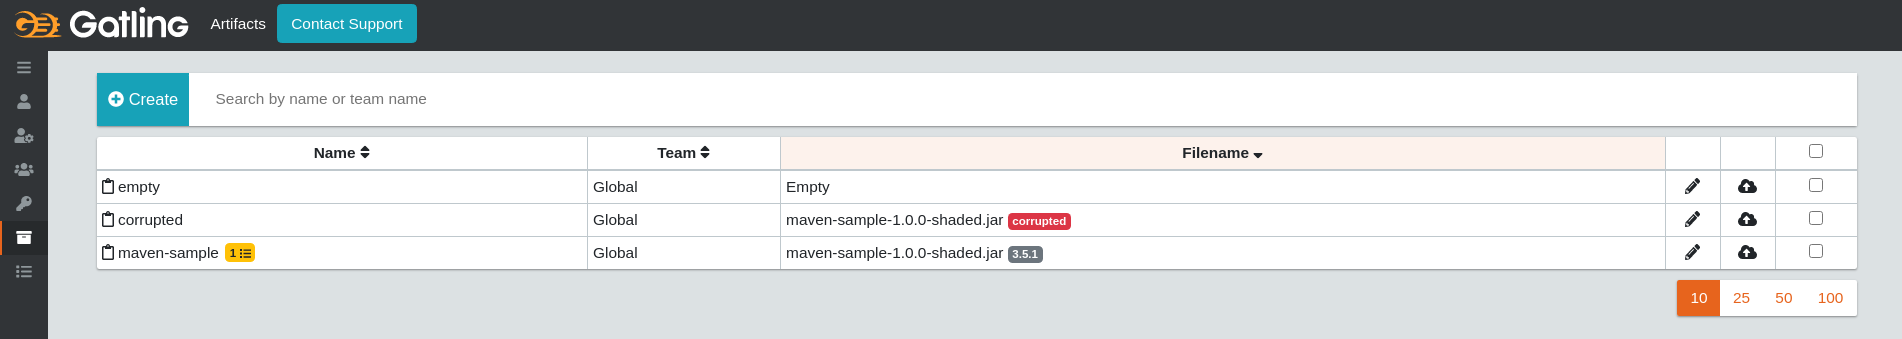 Gatling Artifacts Contact Support
Create Search by name or team name
Name Team Filename
empty Global Empty
corrupted Global maven-sample-1.0.0-shaded.jar corrupted
maven-sample 1 Global maven-sample-1.0.0-shaded.jar 3.5.1
10 25 50 100